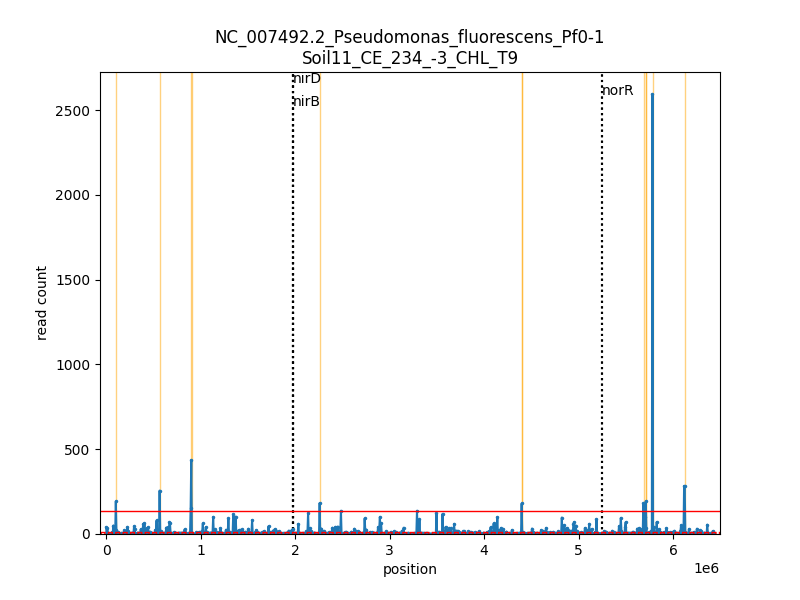 NC_007492.2_Pseudomonas_fluorescens_Pf0-1
Soil11_CE_234_-3_CHL_T9
nirD
nirB
norR
2500
2000
1500
1000
500
0
read count
0 1 2 3 4 5 6
1e6
position